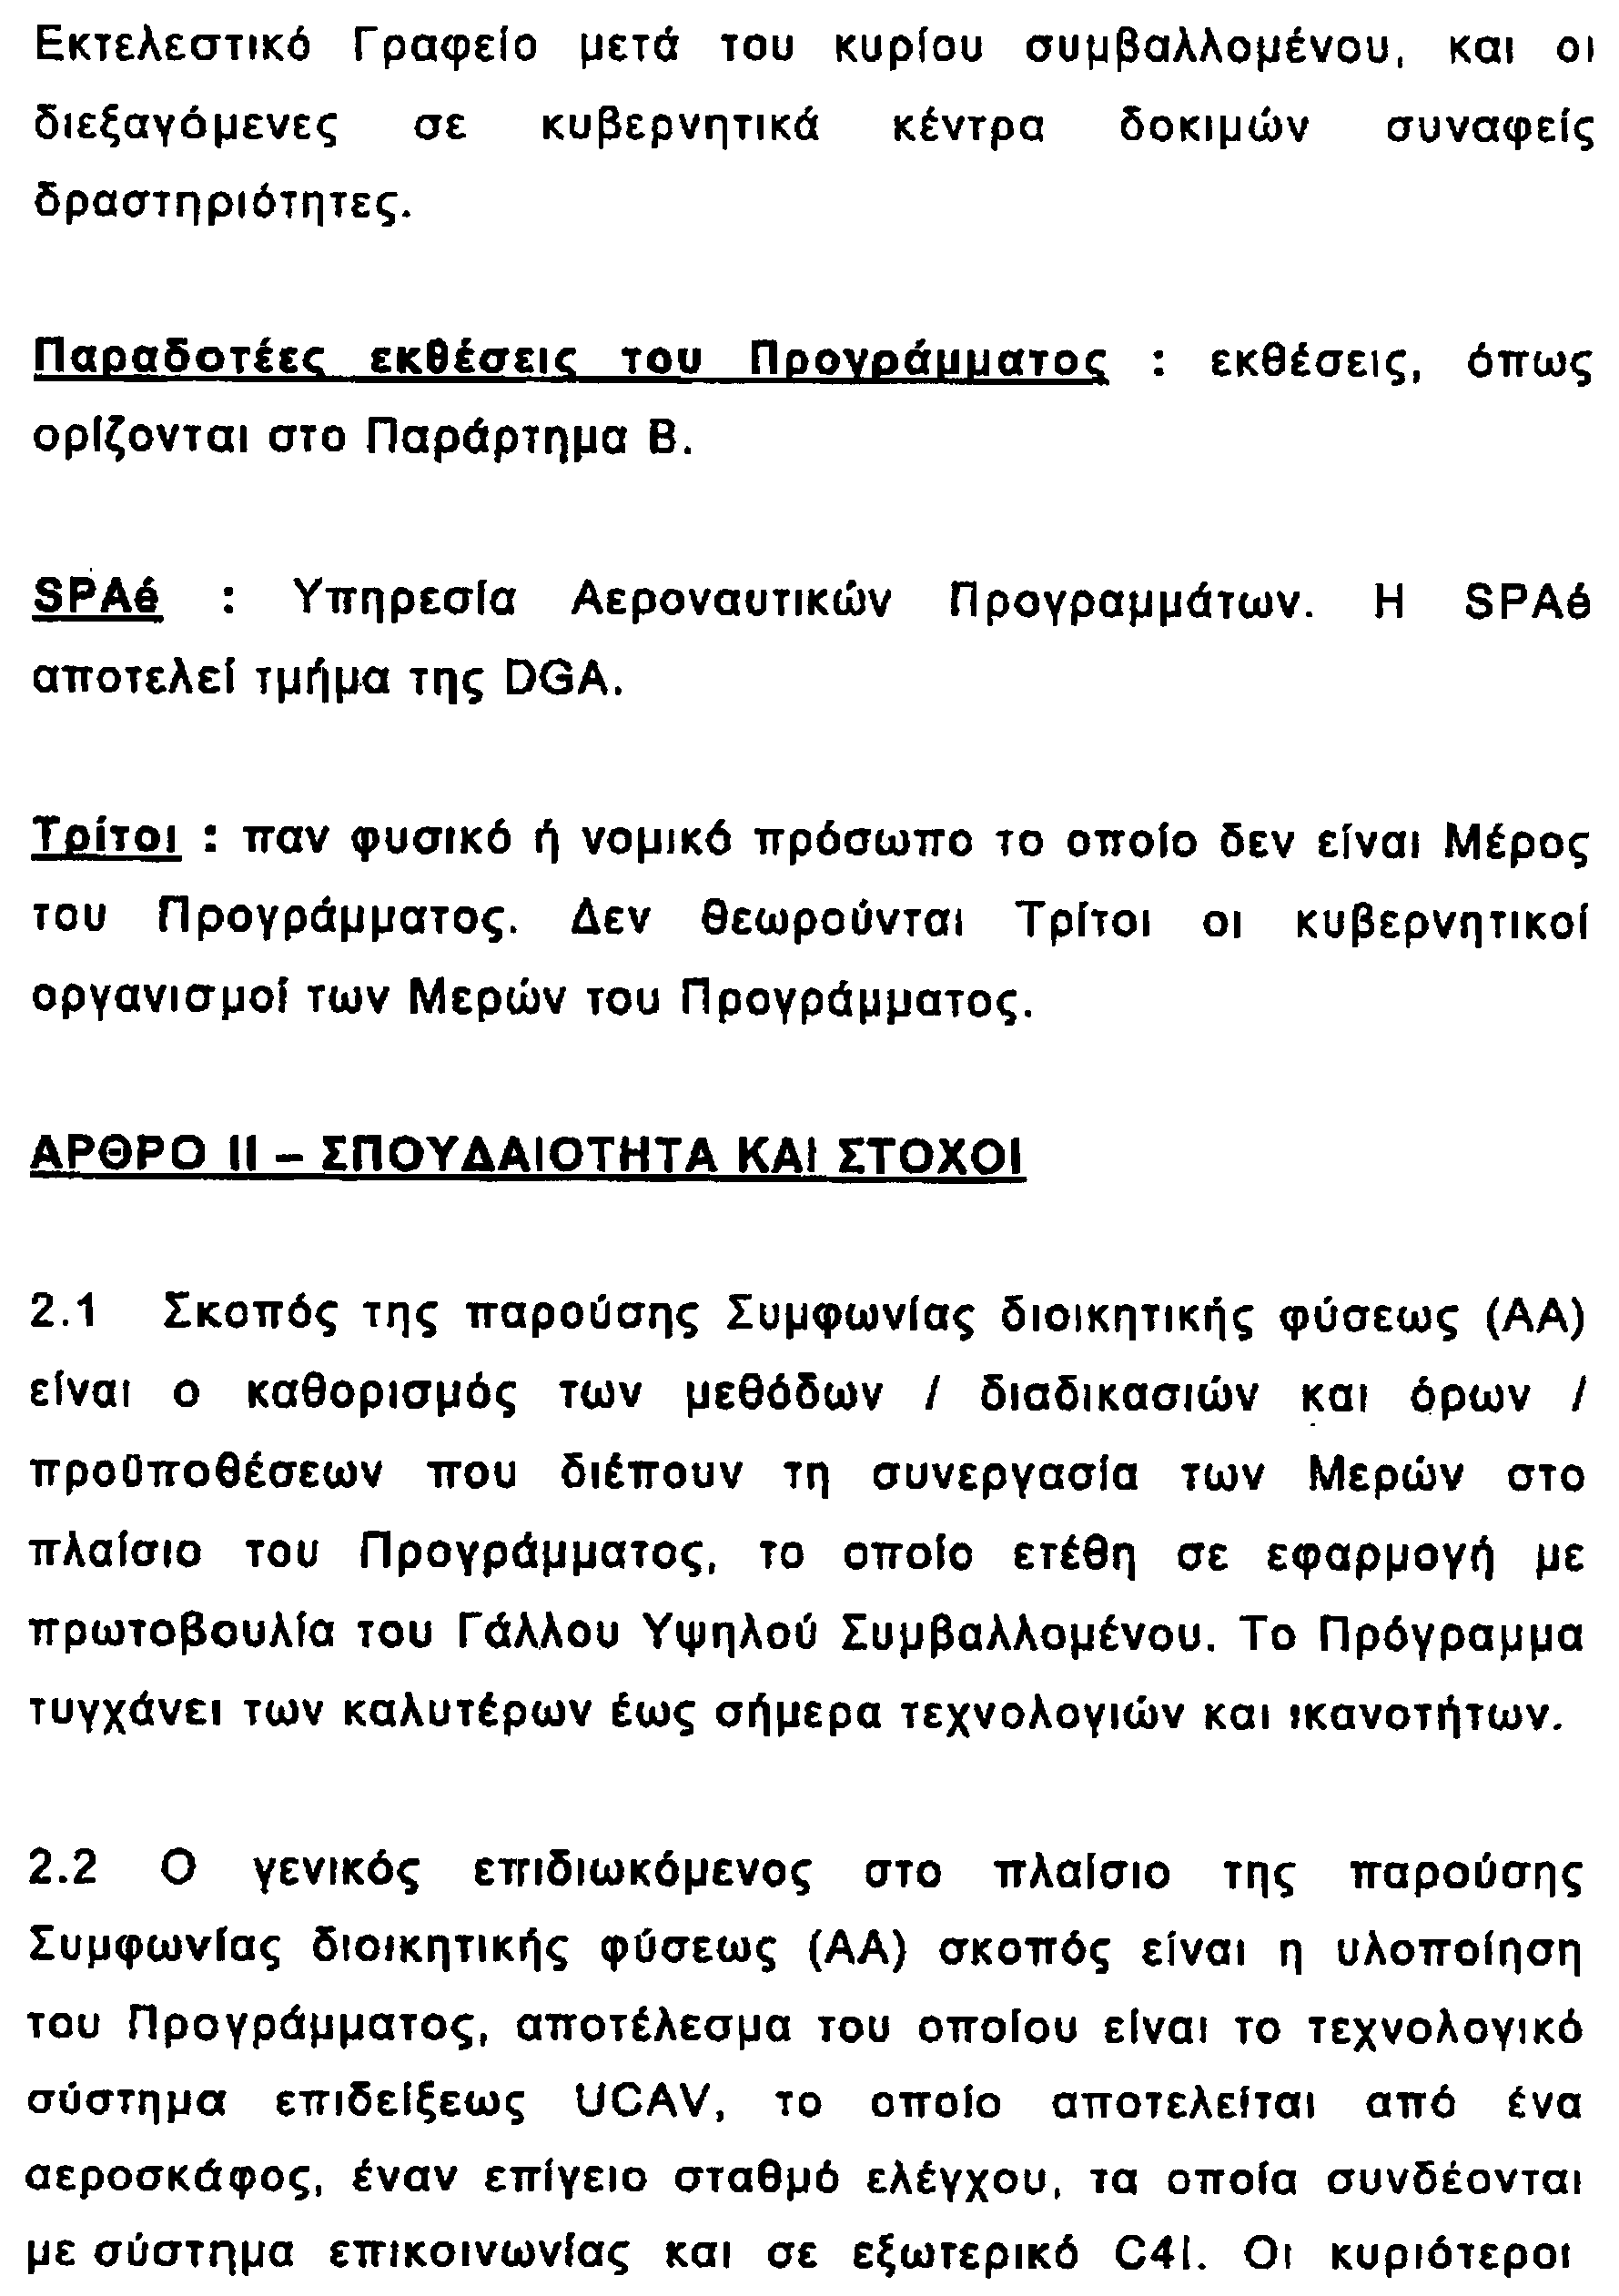 Εκτελεστικό Γραφείο μετά του κυρίου συμβαλλομένου, και οι
διεξαγόμενες σε κυβερνητικά κέντρα δοκιμών συναφείς
δραστηριότητες.
Παραδοτέες εκθέσεις του Προγράμματος : εκθέσεις, όπως
ορίζονται στο Παράρτημα Β.
SPAé : Υπηρεσία Αεροναυτικών Προγραμμάτων. Η SPAé
αποτελεί τμήμα της DGA.
Τρίτοι : παν φυσικό ή νομικό πρόσωπο το οποίο δεν είναι Μέρος
του Προγράμματος. Δεν θεωρούνται Τρίτοι οι κυβερνητικοί
οργανισμοί των Μερών του Προγράμματος.
ΑΡΘΡΟ ΙΙ – ΣΠΟΥΔΑΙΟΤΗΤΑ ΚΑΙ ΣΤΟΧΟΙ
2.1 Σκοπός της παρούσης Συμφωνίας διοικητικής φύσεως (ΑΑ)
είναι ο καθορισμός των μεθόδων / διαδικασιών και όρων /
προϋποθέσεων που διέπουν τη συνεργασία των Μερών στο
πλαίσιο του Προγράμματος, το οποίο ετέθη σε εφαρμογή με
πρωτοβουλία του Γάλλου Υψηλού Συμβαλλομένου. Το Πρόγραμμα
τυγχάνει των καλυτέρων έως σήμερα τεχνολογιών και ικανοτήτων.
2.2 Ο γενικός επιδιωκόμενος στο πλαίσιο της παρούσης
Συμφωνίας διοικητικής φύσεως (ΑΑ) σκοπός είναι η υλοποίηση
του Προγράμματος, αποτέλεσμα του οποίου είναι το τεχνολογικό
σύστημα επιδείξεως UCAV, το οποίο αποτελείται από ένα
αεροσκάφος, έναν επίγειο σταθμό ελέγχου, τα οποία συνδέονται
με σύστημα επικοινωνίας και σε εξωτερικό C4I. Οι κυριότεροι